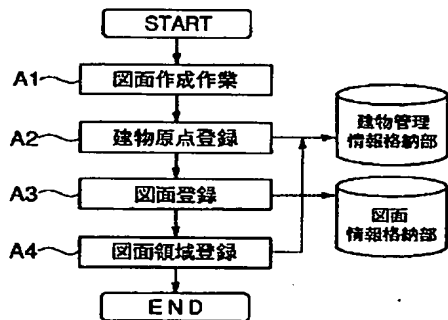 START
A1 図面作成作業
A2 建物原点登録
建物管理
情報格納部
A3 図面登録
図面
情報格納部
A4 図面領域登録
END